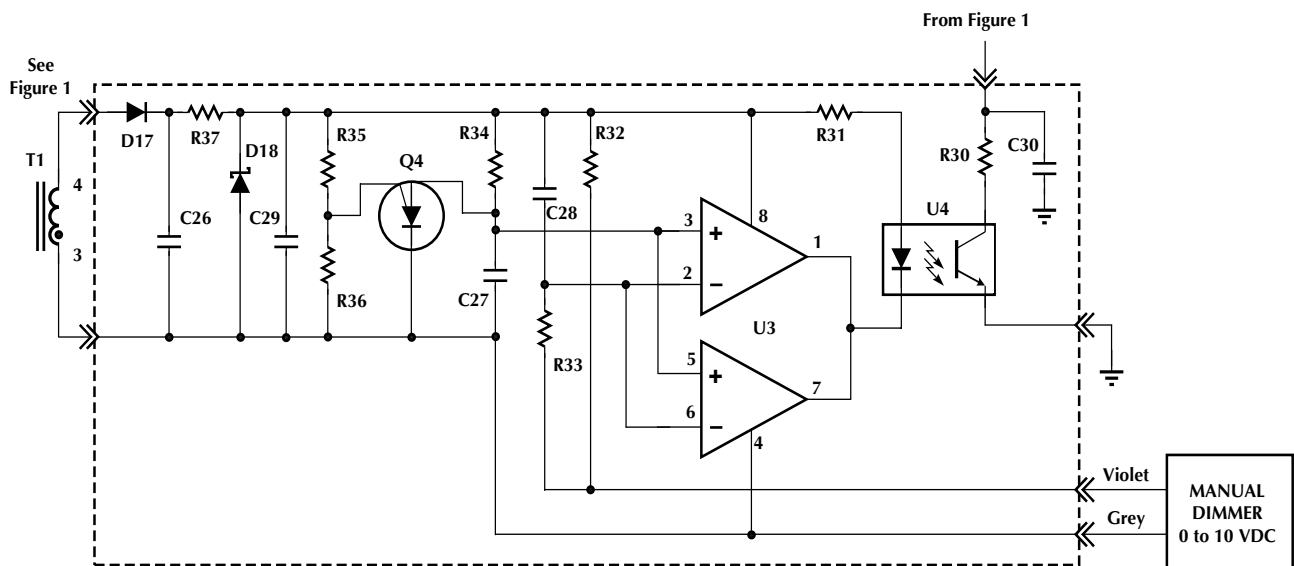 From Figure 1
See
Figure 1
D17
R37
D18
R35
R34
R32
R31
R30
C30
T1
4
3
Q4
C26
C29
C28
U4
3
8
+
1
2
−
R36
C27
R33
U3
5
+
7
6
−
4
Violet
Grey
MANUAL
DIMMER
0 to 10 VDC